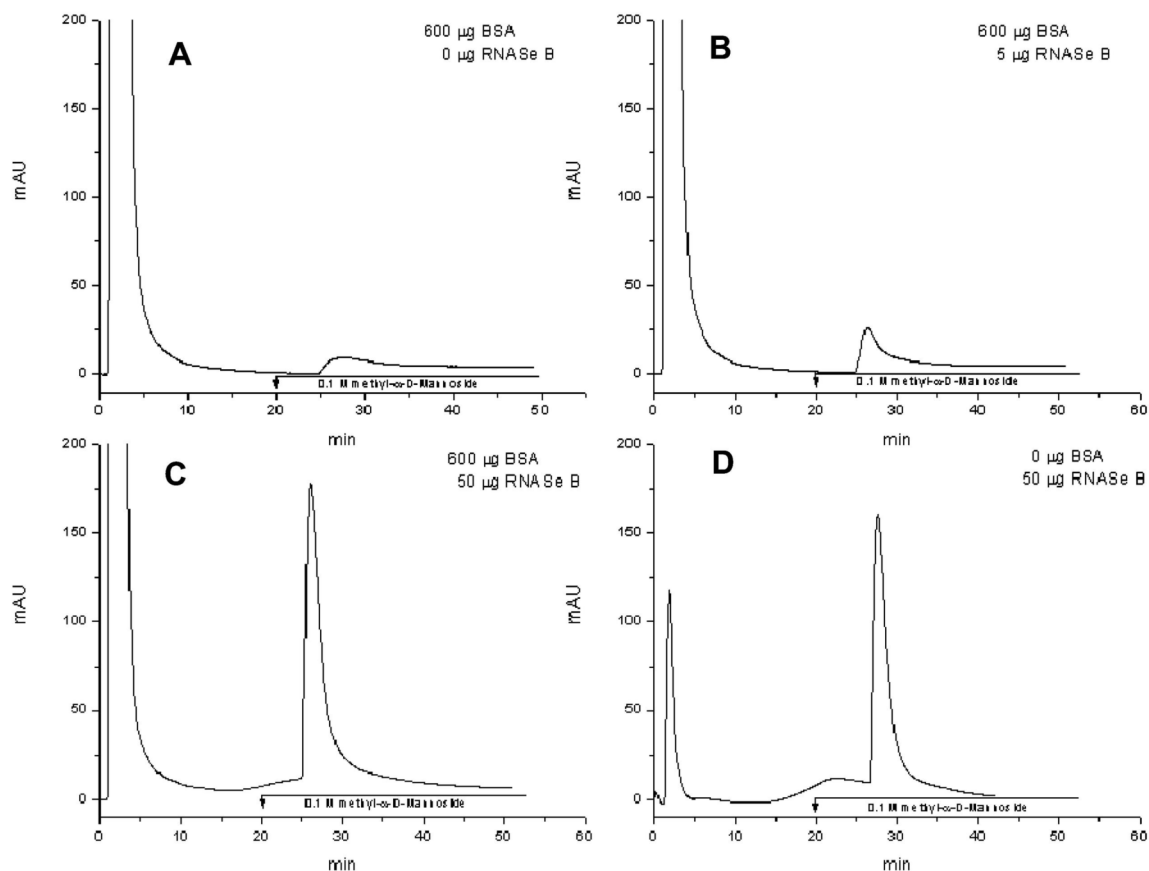 A
600 µg BSA
0 µg RNASe B
200
150
100
50
0
mAU
0.1 M methyl-α-D-Mannoside
0 10 20 30 40 50 60
min
B
600 µg BSA
5 µg RNASe B
200
150
100
50
0
mAU
0.1 M methyl-α-D-Mannoside
0 10 20 30 40 50 60
min
C
600 µg BSA
50 µg RNASe B
200
150
100
50
0
mAU
0.1 M methyl-α-D-Mannoside
0 10 20 30 40 50 60
min
D
0 µg BSA
50 µg RNASe B
200
150
100
50
0
mAU
0.1 M methyl-α-D-Mannoside
0 10 20 30 40 50 60
min